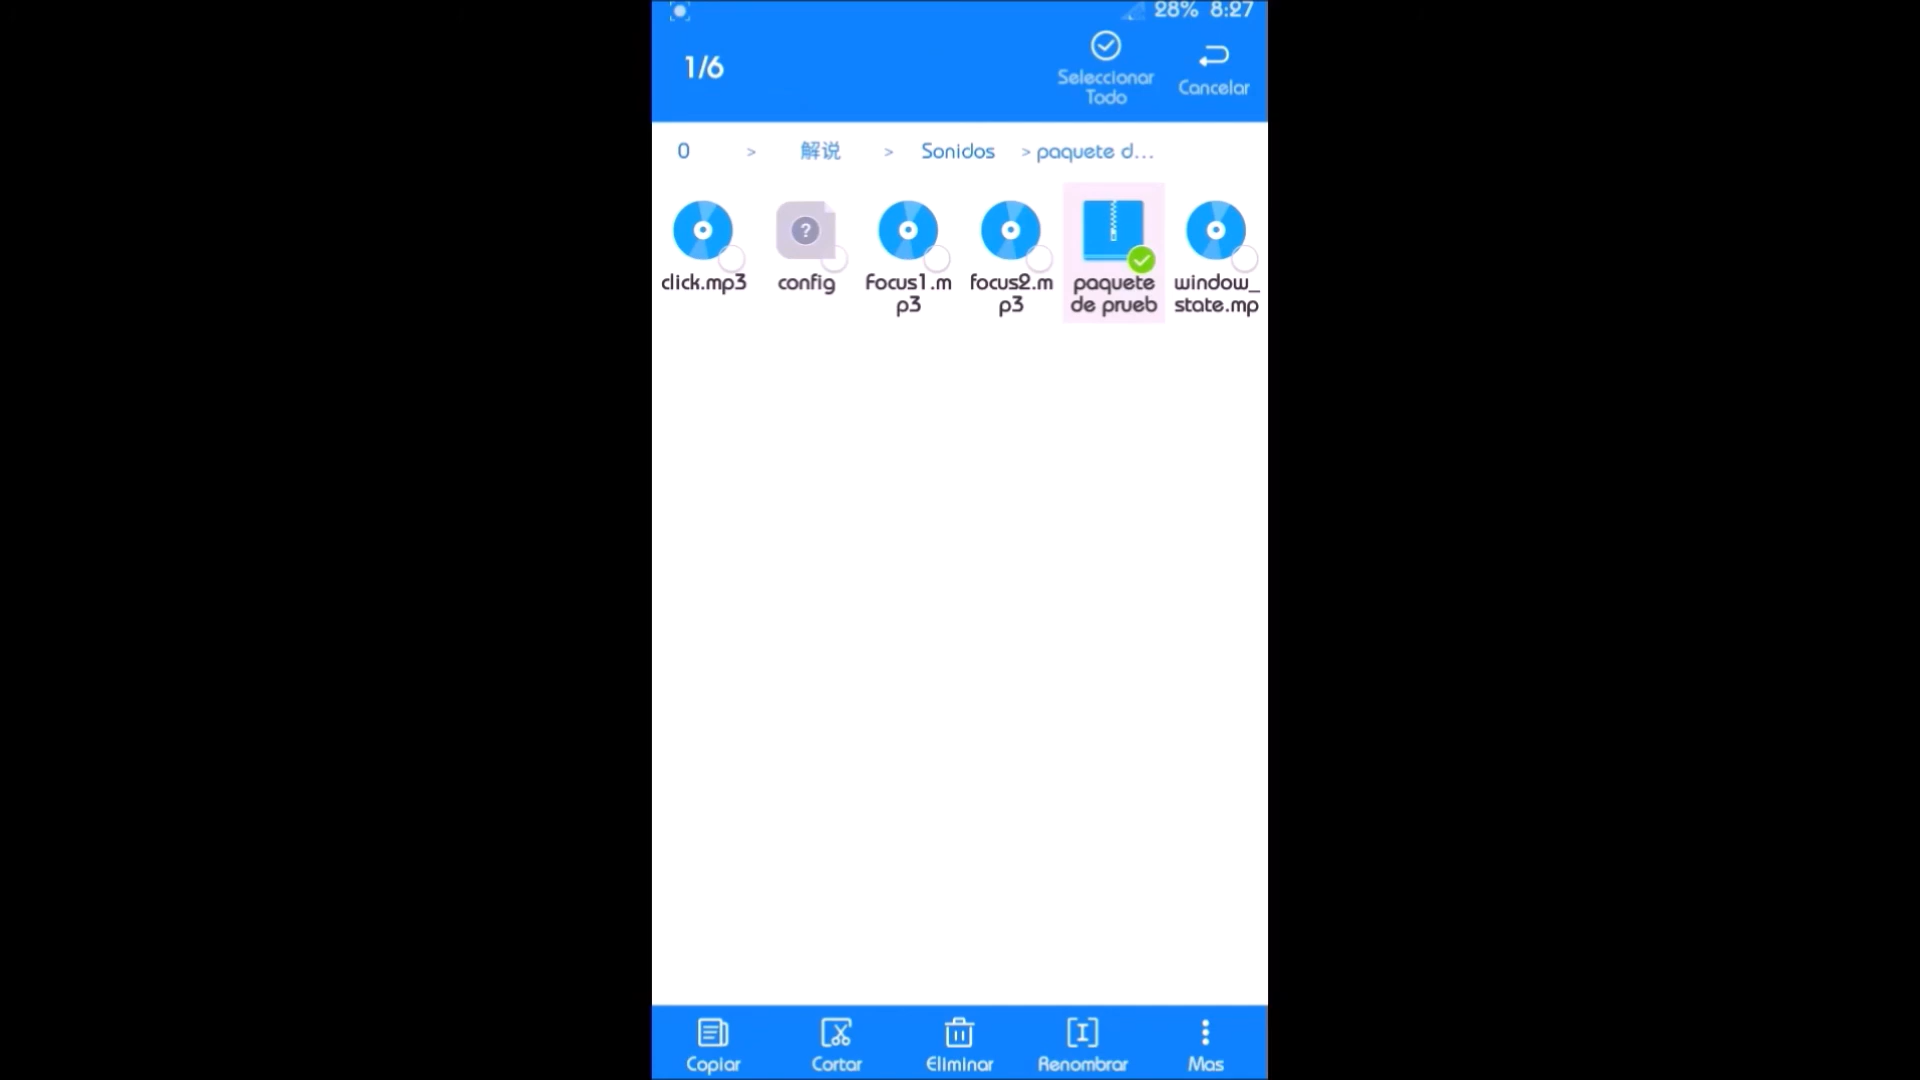 28% 8:27
1/6
Seleccionar
Todo
Cancelar
0 > 解说 > Sonidos > paquete d...
click.mp3
config
Focus1.m
p3
focus2.m
p3
paquete
de prueb
window_
state.mp
Copiar
Cortar
Eliminar
Renombrar
Mas